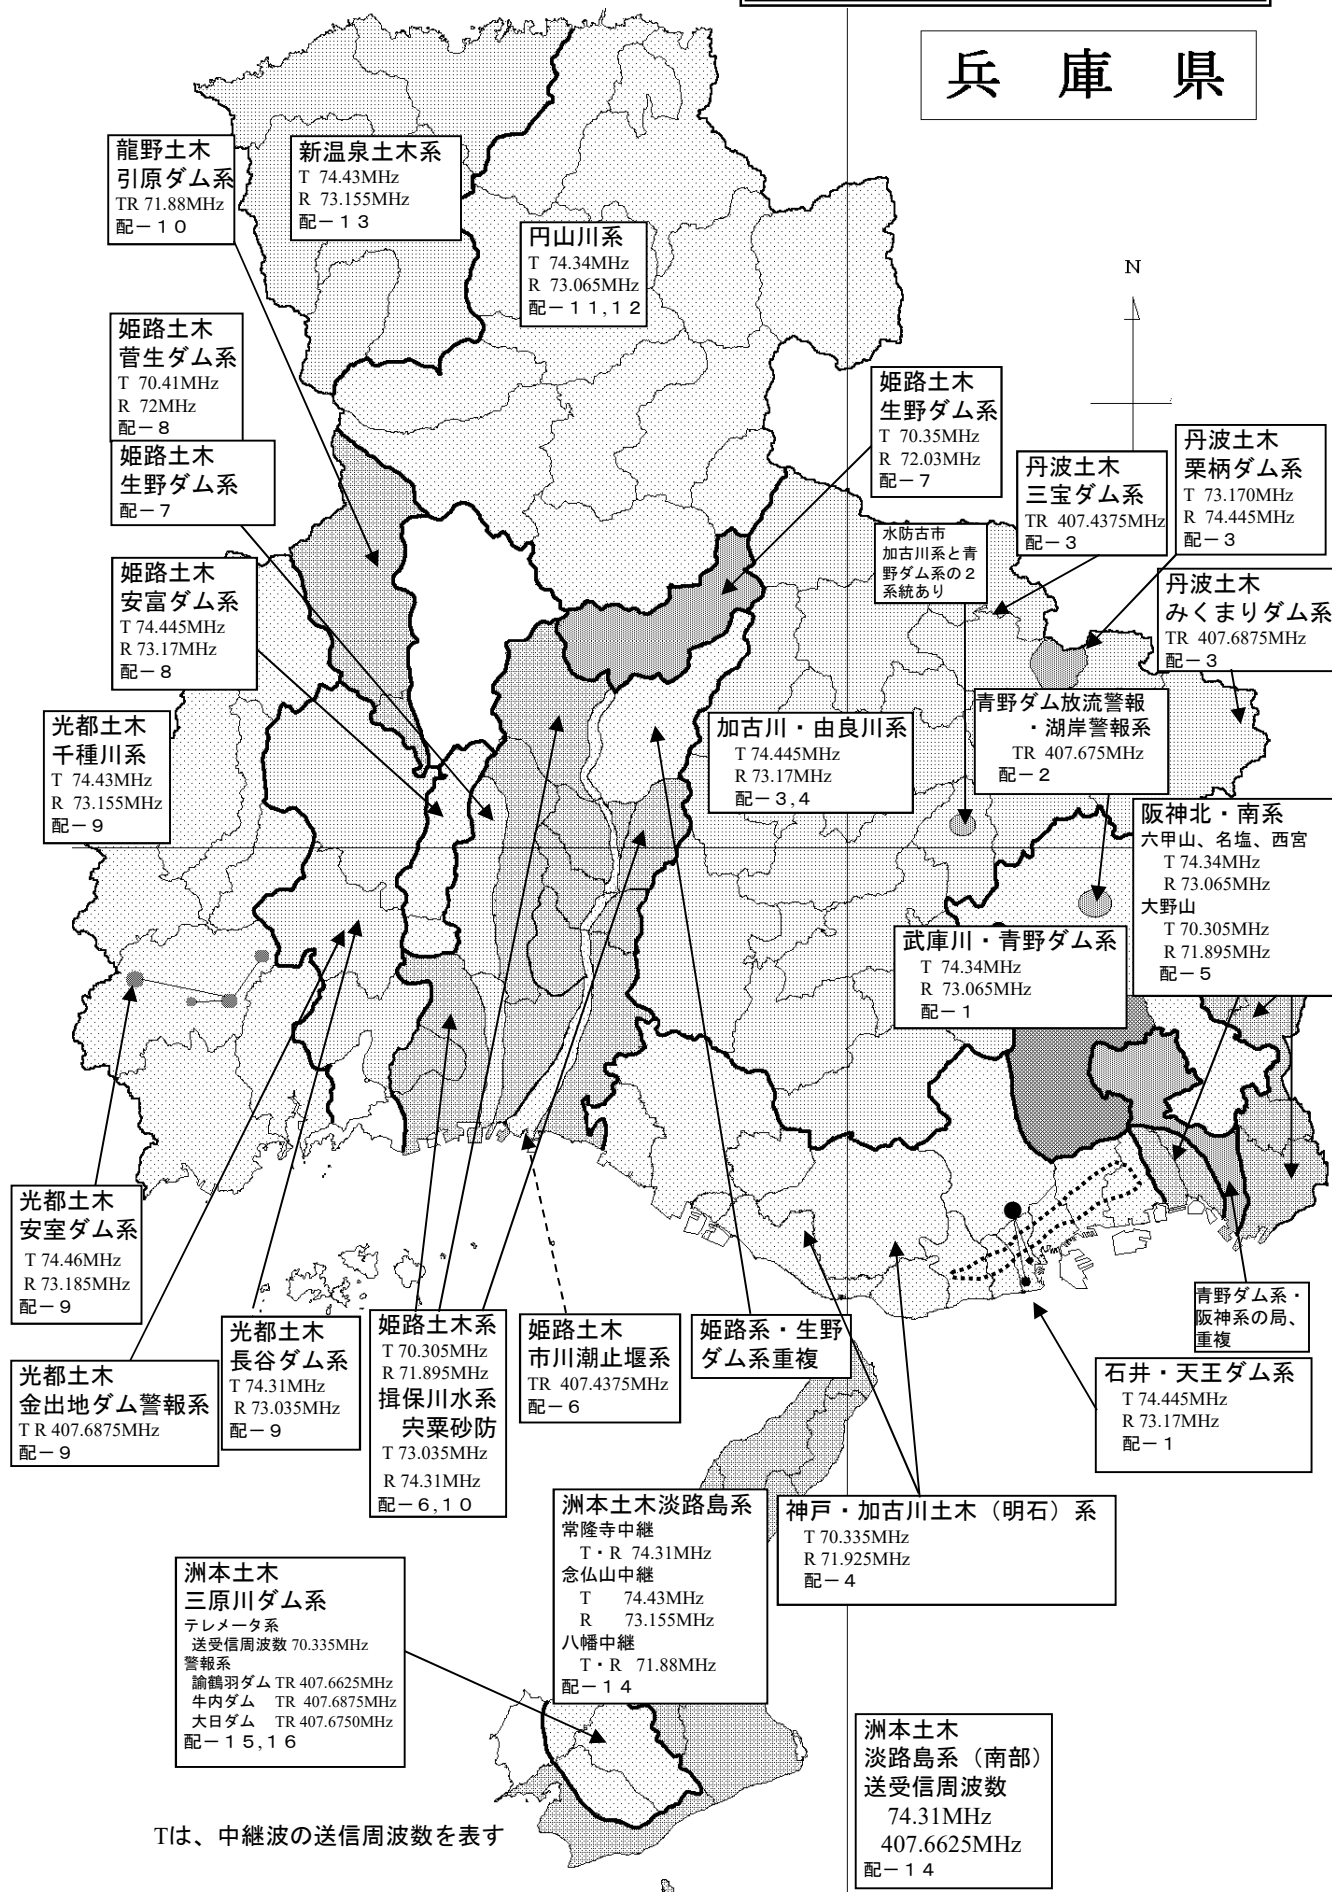 兵 庫 県
龍野土木
引原ダム系
TR 71.88MHz
配－10
新温泉土木系
T 74.43MHz
R 73.155MHz
配－13
円山川系
T 74.34MHz
R 73.065MHz
配－11,12
N
姫路土木
菅生ダム系
T 70.41MHz
R 72MHz
配－8
姫路土木
生野ダム系
配－7
姫路土木
生野ダム系
T 70.35MHz
R 72.03MHz
配－7
丹波土木
三宝ダム系
TR 407.4375MHz
配－3
丹波土木
栗柄ダム系
T 73.170MHz
R 74.445MHz
配－3
水防古市
加古川系と青
野ダム系の2
系統あり
姫路土木
安富ダム系
T 74.445MHz
R 73.17MHz
配－8
丹波土木
みくまりダム系
TR 407.6875MHz
配－3
光都土木
千種川系
T 74.43MHz
R 73.155MHz
配－9
加古川・由良川系
T 74.445MHz
R 73.17MHz
配－3,4
青野ダム放流警報
・湖岸警報系
TR 407.675MHz
配－2
阪神北・南系
六甲山、名塩、西宮
T 74.34MHz
R 73.065MHz
大野山
T 70.305MHz
R 71.895MHz
配－5
武庫川・青野ダム系
T 74.34MHz
R 73.065MHz
配－1
光都土木
安室ダム系
T 74.46MHz
R 73.185MHz
配－9
光都土木
金出地ダム警報系
T R 407.6875MHz
配－9
光都土木
長谷ダム系
T 74.31MHz
R 73.035MHz
配－9
姫路土木系
T 70.305MHz
R 71.895MHz
揖保川水系
宍粟砂防
T 73.035MHz
R 74.31MHz
配－6,10
姫路土木
市川潮止堰系
TR 407.4375MHz
配－6
姫路系・生野
ダム系重複
青野ダム系・
阪神系の局、
重複
石井・天王ダム系
T 74.445MHz
R 73.17MHz
配－1
神戸・加古川土木（明石）系
T 70.335MHz
R 71.925MHz
配－4
洲本土木淡路島系
常隆寺中継
T・R 74.31MHz
念仏山中継
T 74.43MHz
R 73.155MHz
八幡中継
T・R 71.88MHz
配－14
洲本土木
三原川ダム系
テレメータ系
送受信周波数 70.335MHz
警報系
諭鶴羽ダム TR 407.6625MHz
牛内ダム TR 407.6875MHz
大日ダム TR 407.6750MHz
配－15,16
洲本土木
淡路島系（南部）
送受信周波数
74.31MHz
407.6625MHz
配－14
Tは、中継波の送信周波数を表す